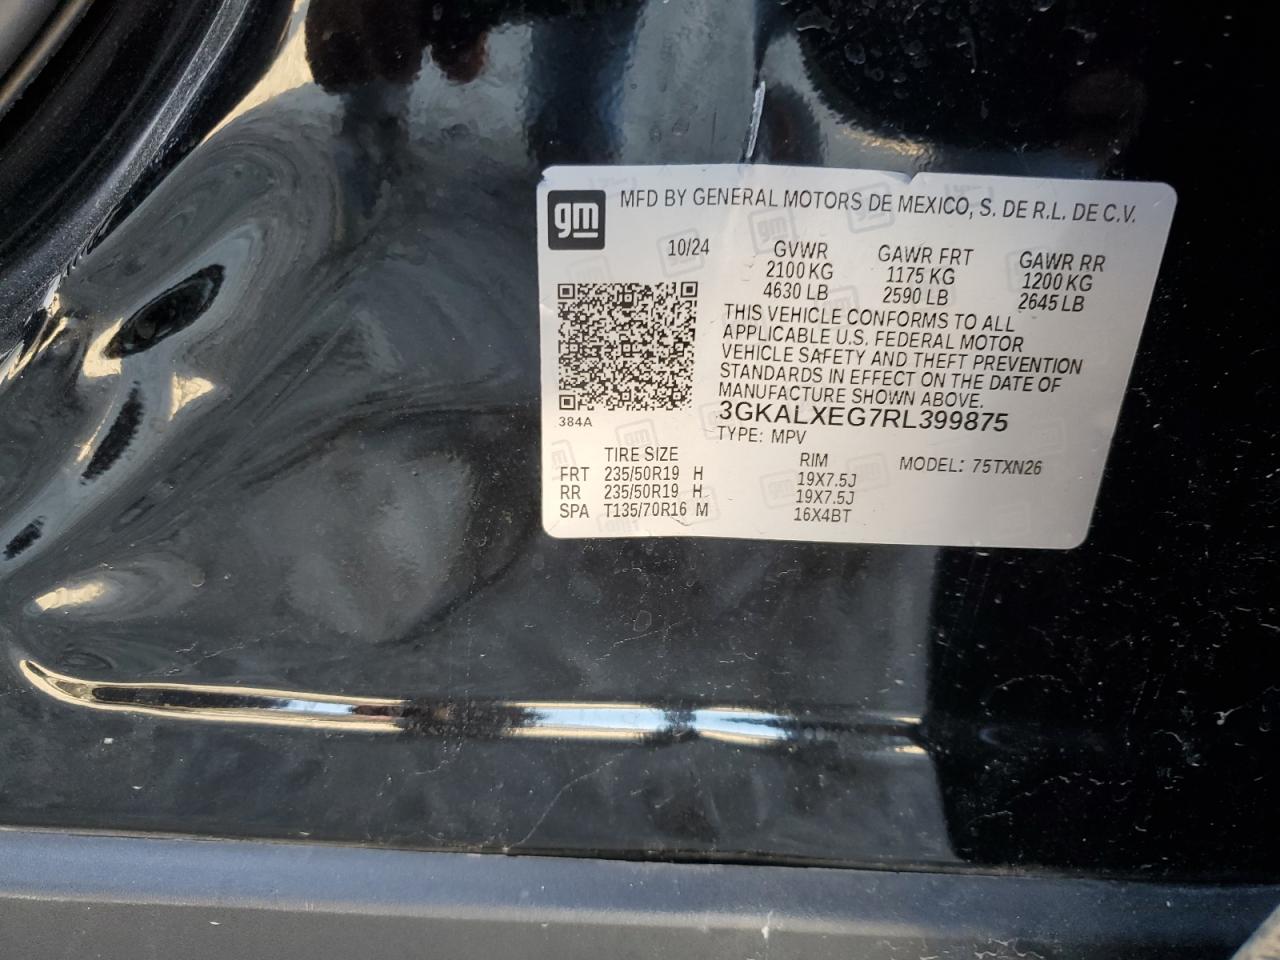 gm
MFD BY GENERAL MOTORS DE MEXICO, S. DE R.L. DE C.V.
10/24
GVWR
2100 KG
4630 LB
GAWR FRT
1175 KG
2590 LB
GAWR RR
1200 KG
2645 LB
THIS VEHICLE CONFORMS TO ALL
APPLICABLE U.S. FEDERAL MOTOR
VEHICLE SAFETY AND THEFT PREVENTION
STANDARDS IN EFFECT ON THE DATE OF
MANUFACTURE SHOWN ABOVE.
3GKALXEG7RL399875
384A
TYPE: MPV
MODEL: 75TXN26
TIRE SIZE RIM
FRT 235/50R19 H 19X7.5J
RR 235/50R19 H 19X7.5J
SPA T135/70R16 M 16X4BT